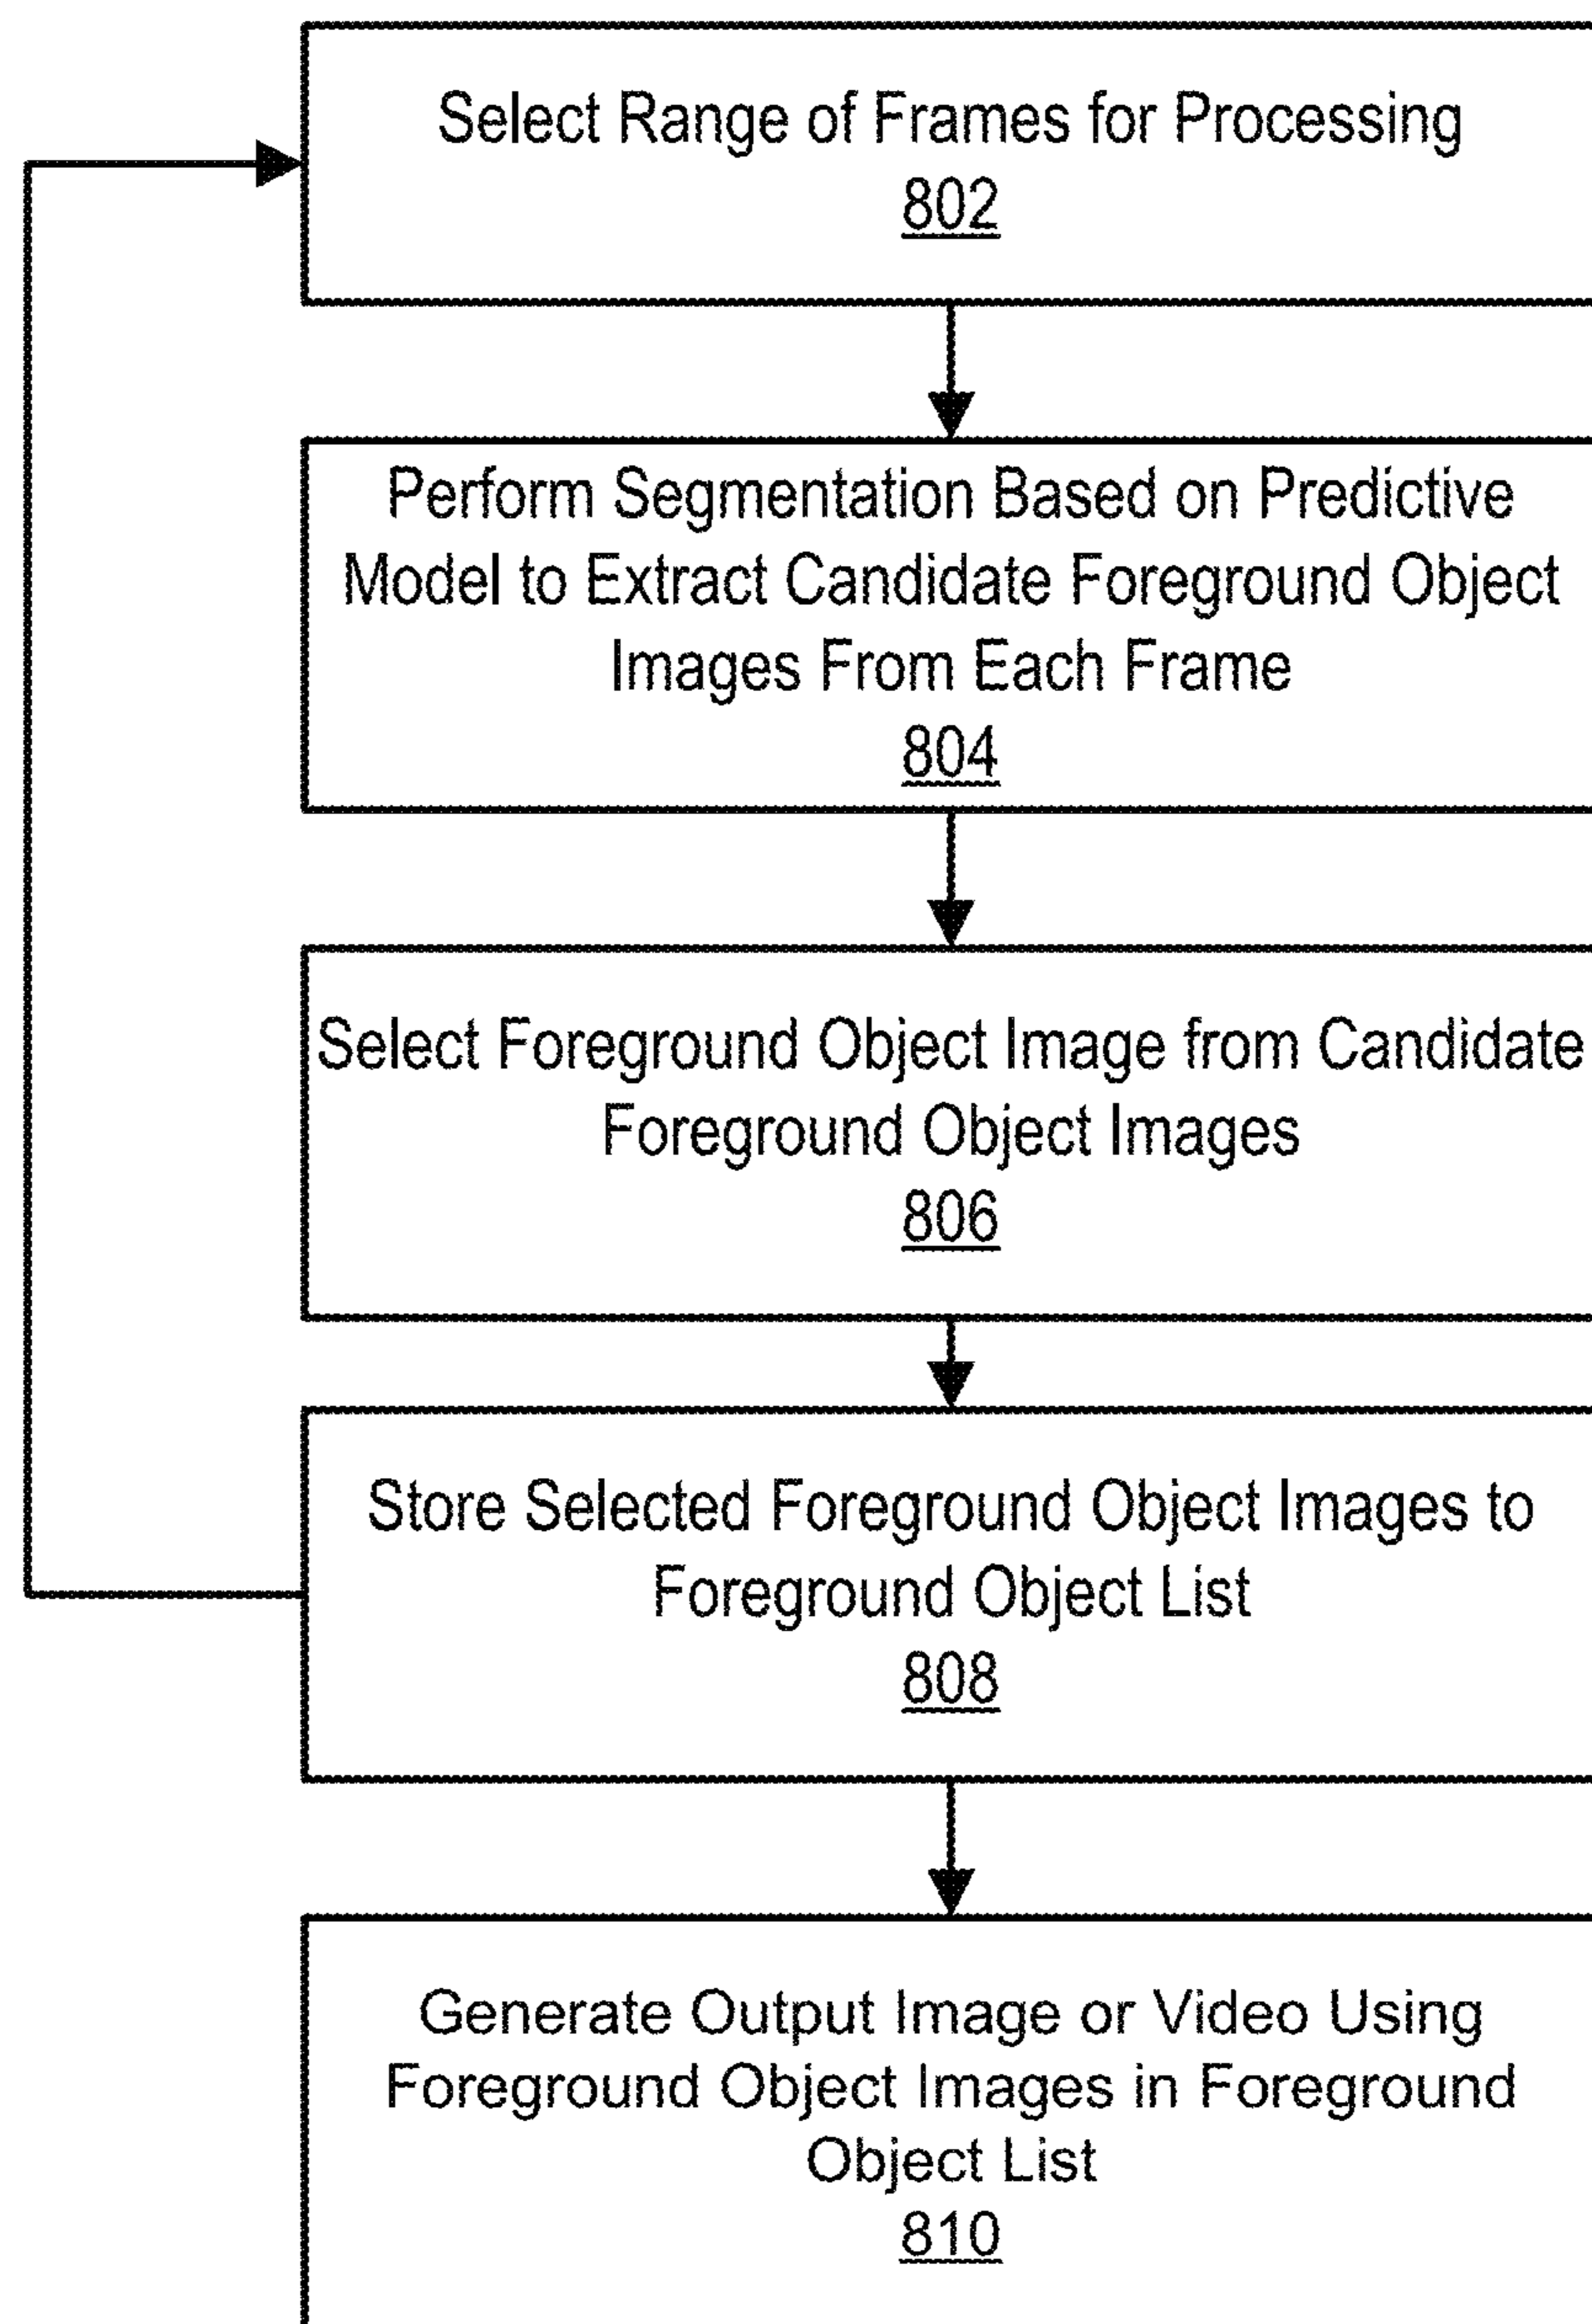 Select Range of Frames for Processing
802
Perform Segmentation Based on Predictive
Model to Extract Candidate Foreground Object
Images From Each Frame
804
Select Foreground Object Image from Candidate
Foreground Object Images
806
Store Selected Foreground Object Images to
Foreground Object List
808
Generate Output Image or Video Using
Foreground Object Images in Foreground
Object List
810